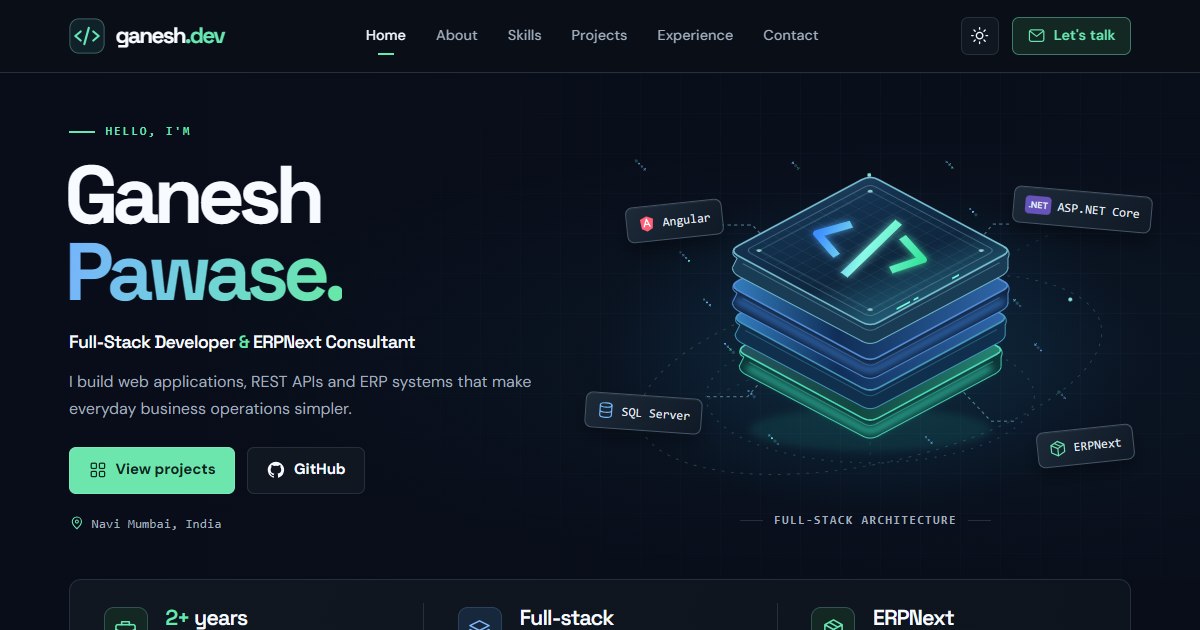 </> ganesh.dev
Home About Skills Projects Experience Contact
Let's talk
HELLO, I'M
Ganesh
Pawase.
Full-Stack Developer & ERPNext Consultant
I build web applications, REST APIs and ERP systems that make
everyday business operations simpler.
View projects
GitHub
Navi Mumbai, India
A Angular
.NET ASP.NET Core
</>
SQL Server
ERPNext
FULL-STACK ARCHITECTURE
2+ years
Full-stack
ERPNext